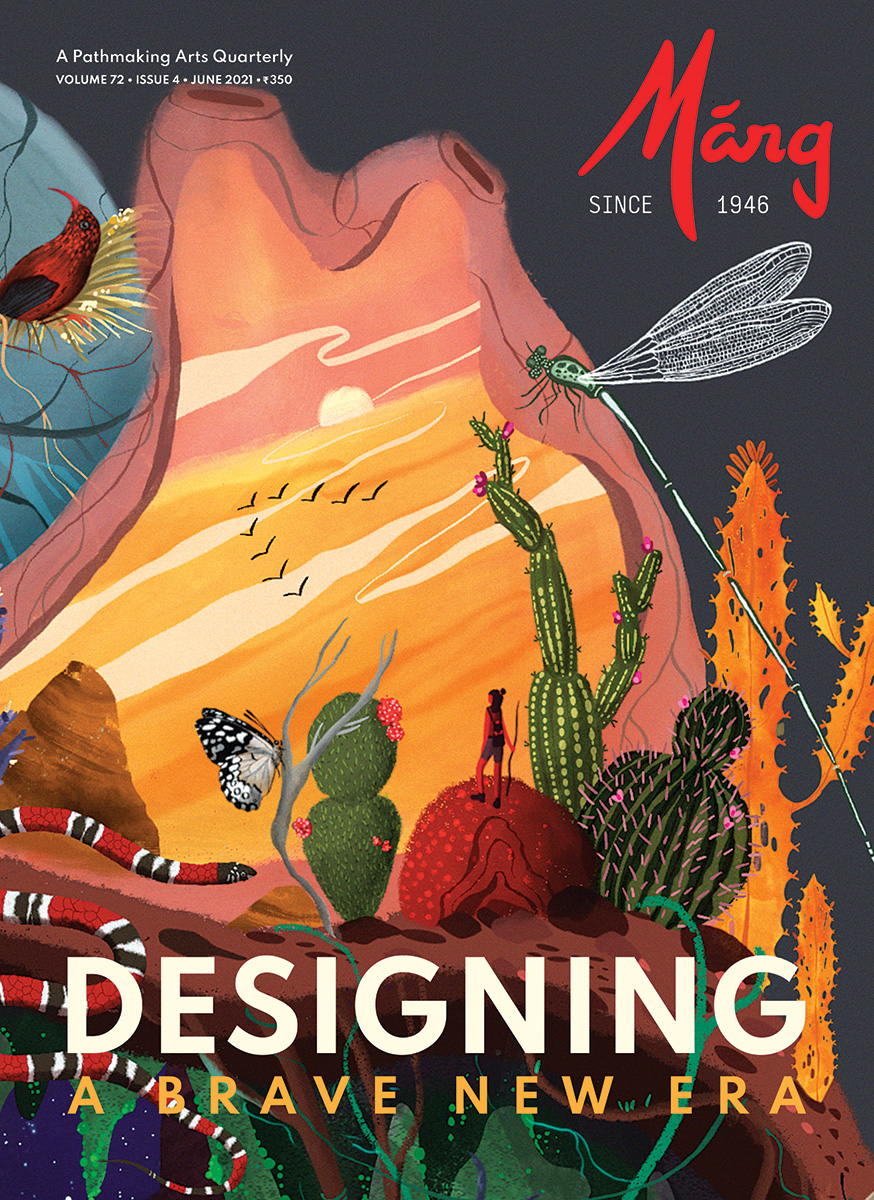 A Pathmaking Arts Quarterly
VOLUME 72 • ISSUE 4 • JUNE 2021 • ₹350
Mārg
SINCE 1946
DESIGNING
A BRAVE NEW ERA